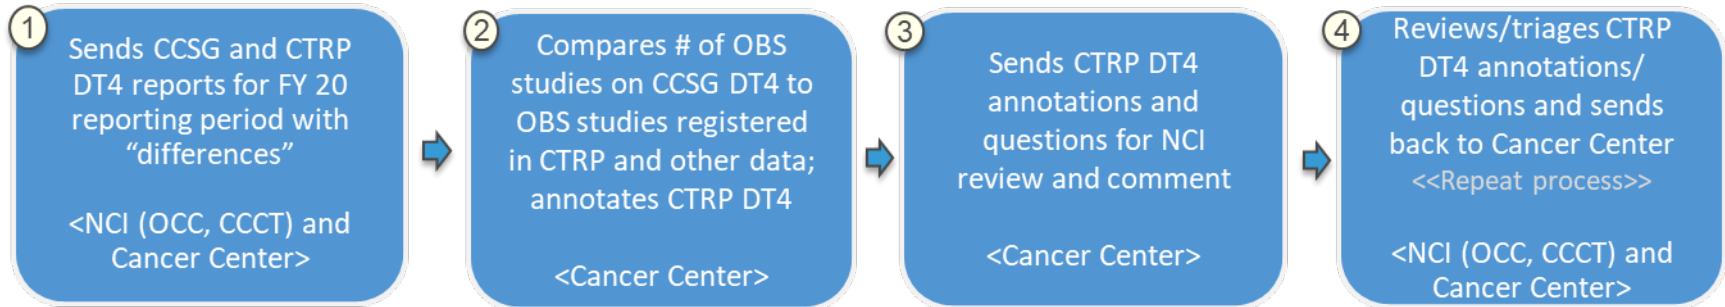 1
Sends CCSG and CTRP
DT4 reports for FY 20
reporting period with
“differences”
<NCI (OCC, CCCT) and
Cancer Center>
2
Compares # of OBS
studies on CCSG DT4 to
OBS studies registered
in CTRP and other data;
annotates CTRP DT4
<Cancer Center>
3
Sends CTRP DT4
annotations and
questions for NCI
review and comment
<Cancer Center>
4
Reviews/triages CTRP
DT4 annotations/
questions and sends
back to Cancer Center
<<Repeat process>>
<NCI (OCC, CCCT) and
Cancer Center>